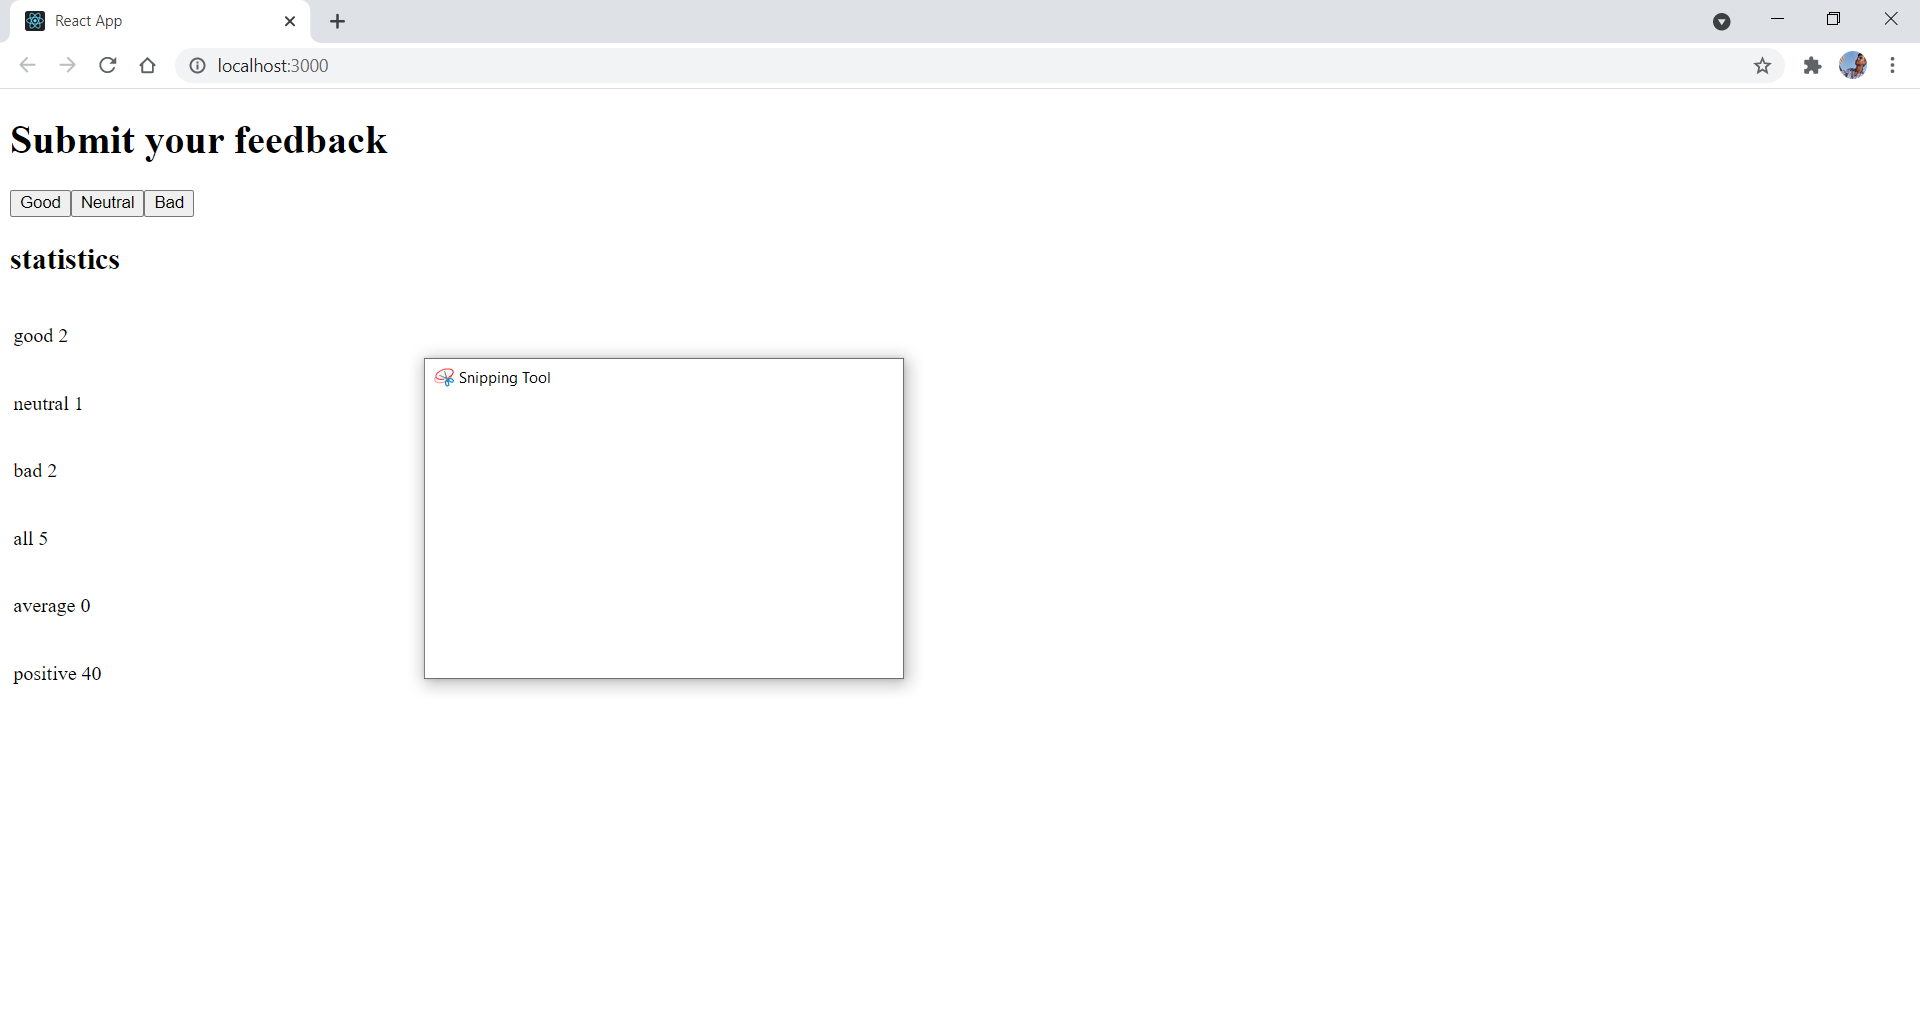 React App
localhost:3000
Submit your feedback
Good Neutral Bad
statistics
good 2
Snipping Tool
neutral 1
bad 2
all 5
average 0
positive 40